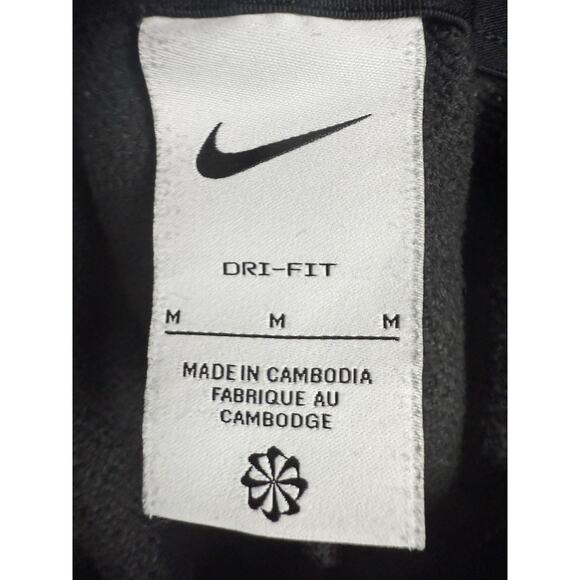 DRI-FIT
M M M
MADE IN CAMBODIA
FABRIQUE AU
CAMBODGE